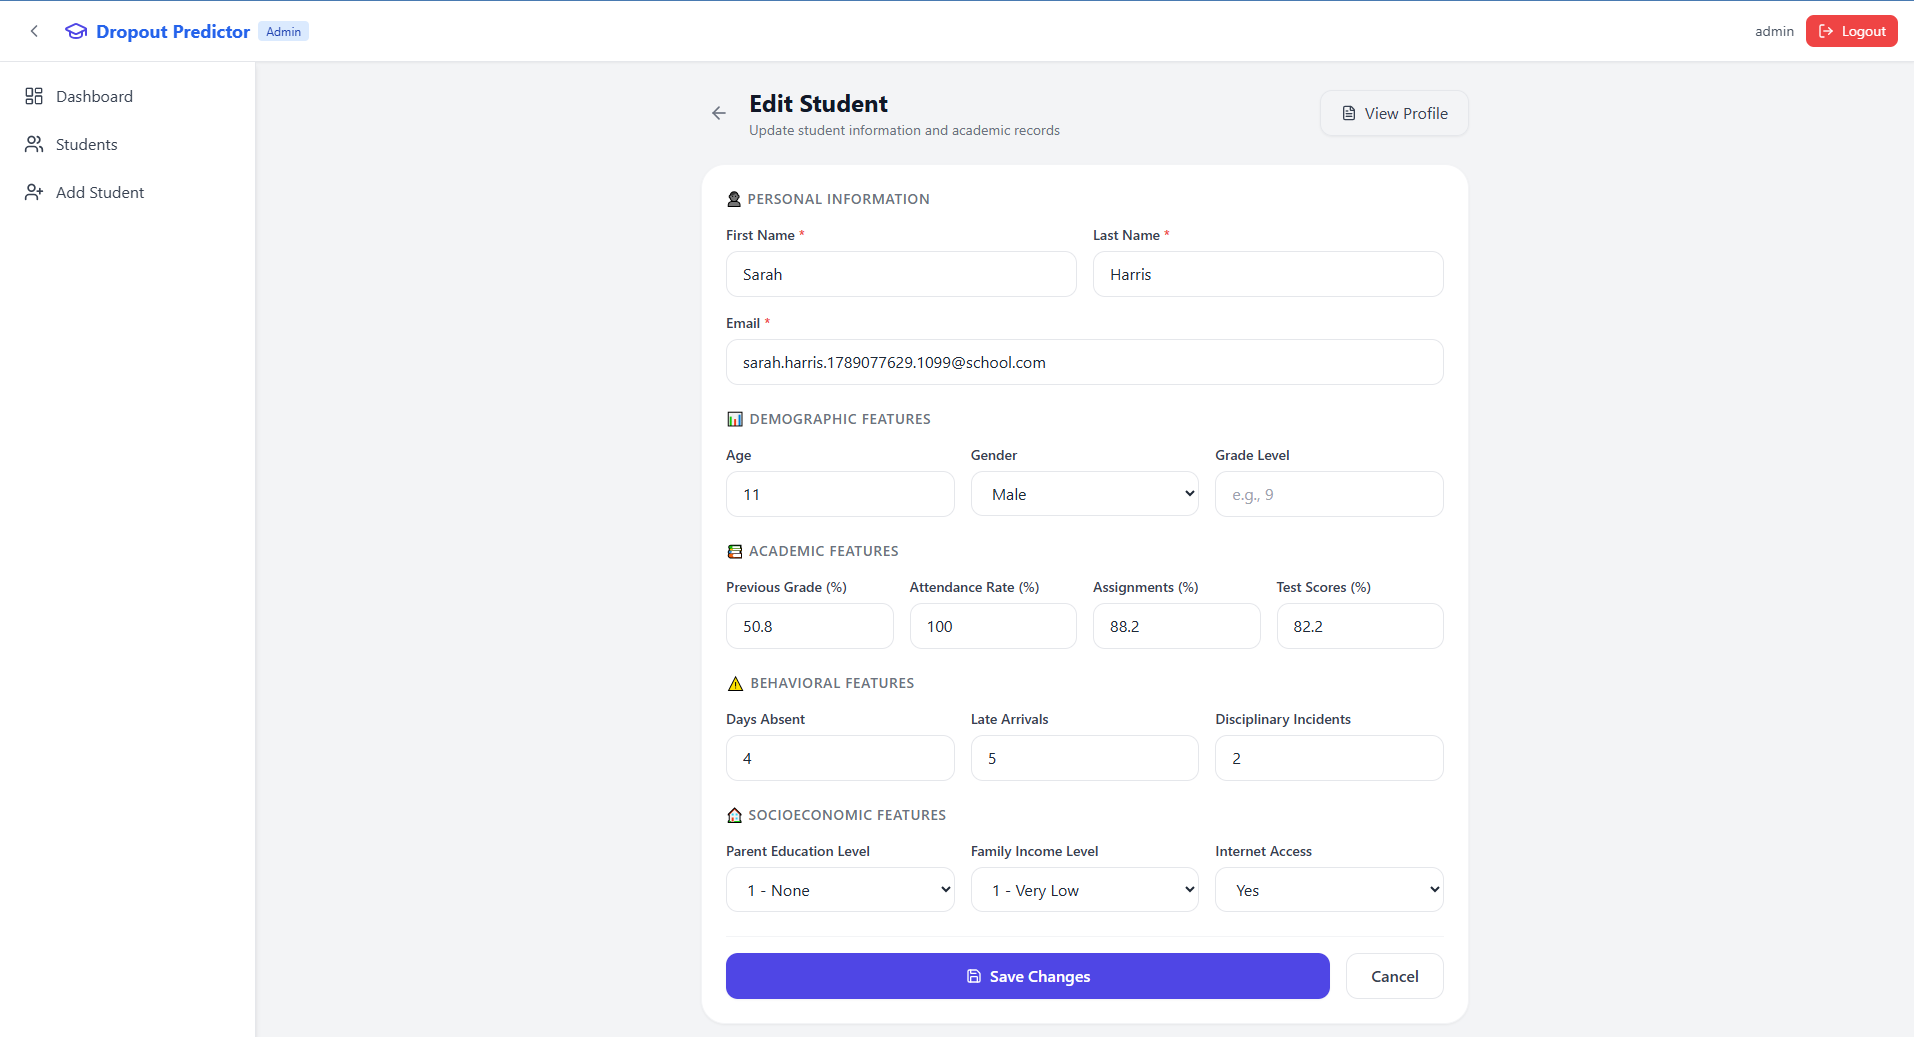 Dropout Predictor Admin
admin
Logout
Dashboard
Students
Add Student
Edit Student
Update student information and academic records
View Profile
PERSONAL INFORMATION
First Name * Last Name *
Sarah Harris
Email *
sarah.harris.1789077629.1099@school.com
DEMOGRAPHIC FEATURES
Age Gender Grade Level
11 Male e.g., 9
ACADEMIC FEATURES
Previous Grade (%) Attendance Rate (%) Assignments (%) Test Scores (%)
50.8 100 88.2 82.2
BEHAVIORAL FEATURES
Days Absent Late Arrivals Disciplinary Incidents
4 5 2
SOCIOECONOMIC FEATURES
Parent Education Level Family Income Level Internet Access
1 - None 1 - Very Low Yes
Save Changes Cancel